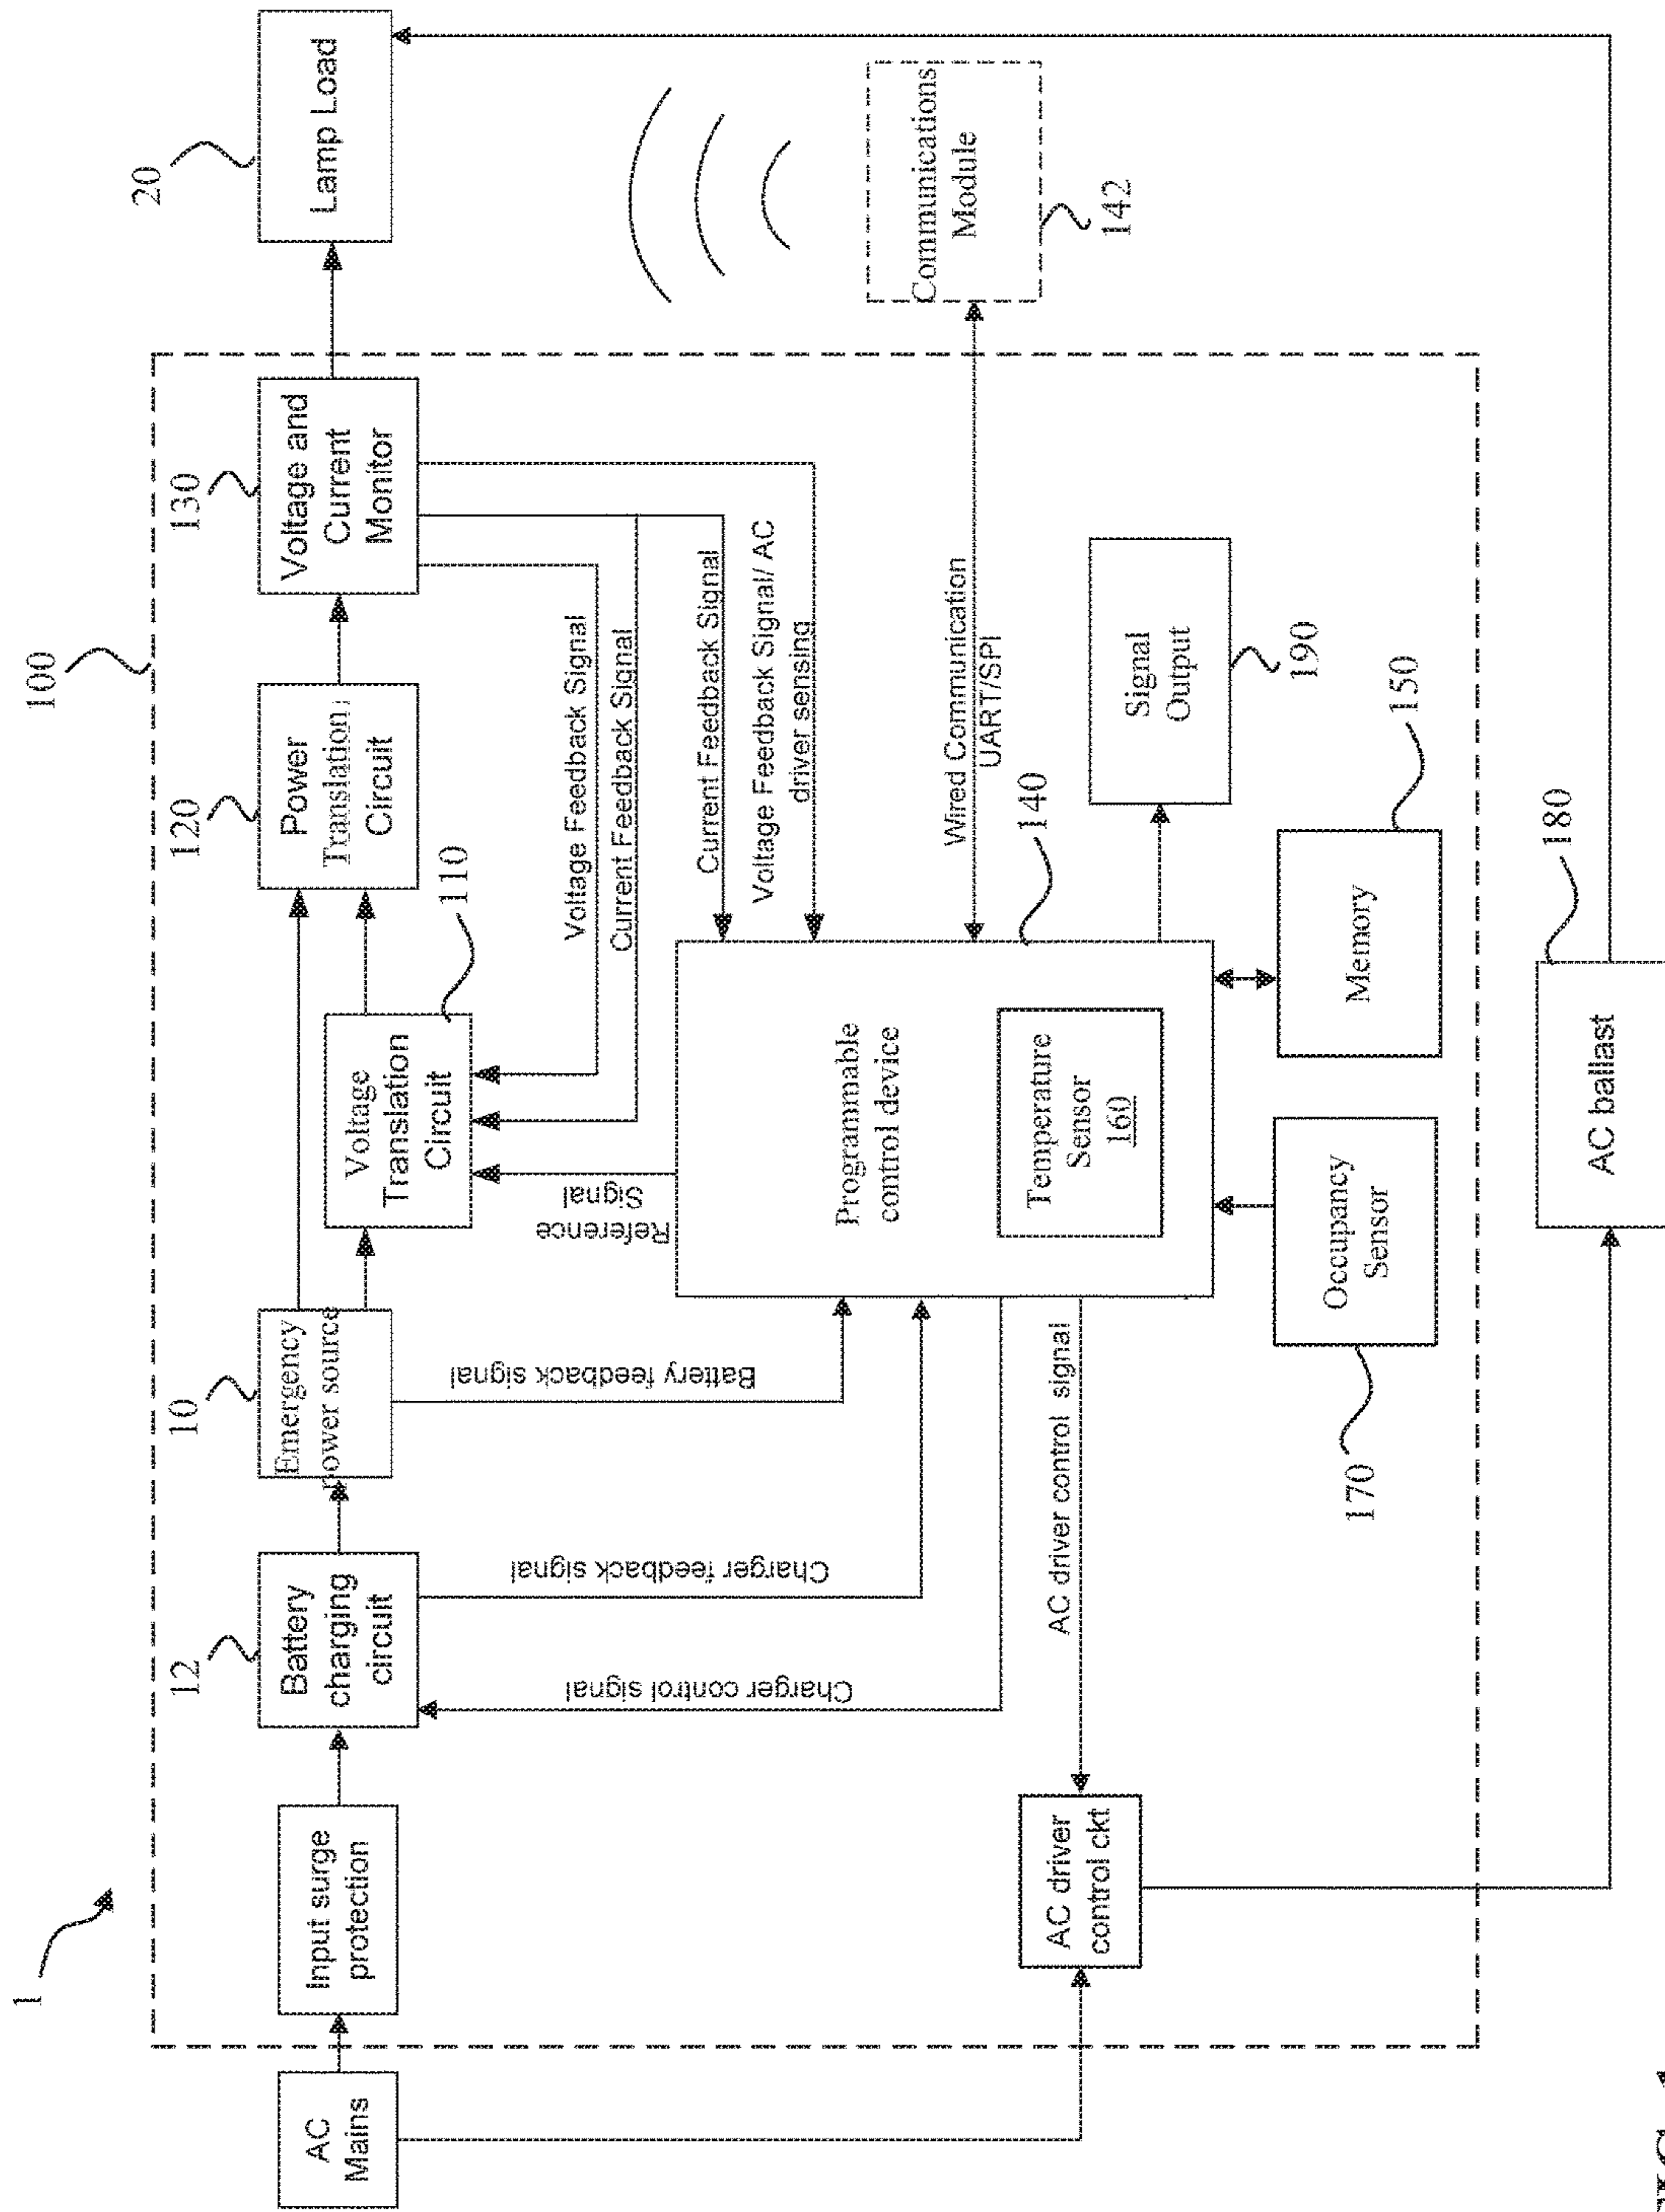 1
100
AC
Mains
Input surge
protection
12
Battery
charging
circuit
10
Emergency
power source
110
Voltage
Translation
Circuit
120
Power
Translation
Circuit
130
Voltage and
Current
Monitor
20
Lamp Load
Charger control signal
Charger feedback signal
Battery feedback signal
Reference
Signal
Voltage Feedback Signal
Current Feedback Signal
Current Feedback Signal
Voltage Feedback Signal/ AC
driver sensing
Wired Communication
UART/SPI
Communications
Module
142
140
Programmable
control device
Temperature
Sensor
160
AC driver control signal
AC driver
control ckt
Occupancy
Sensor
170
Memory
150
Signal
Output
190
AC ballast
180